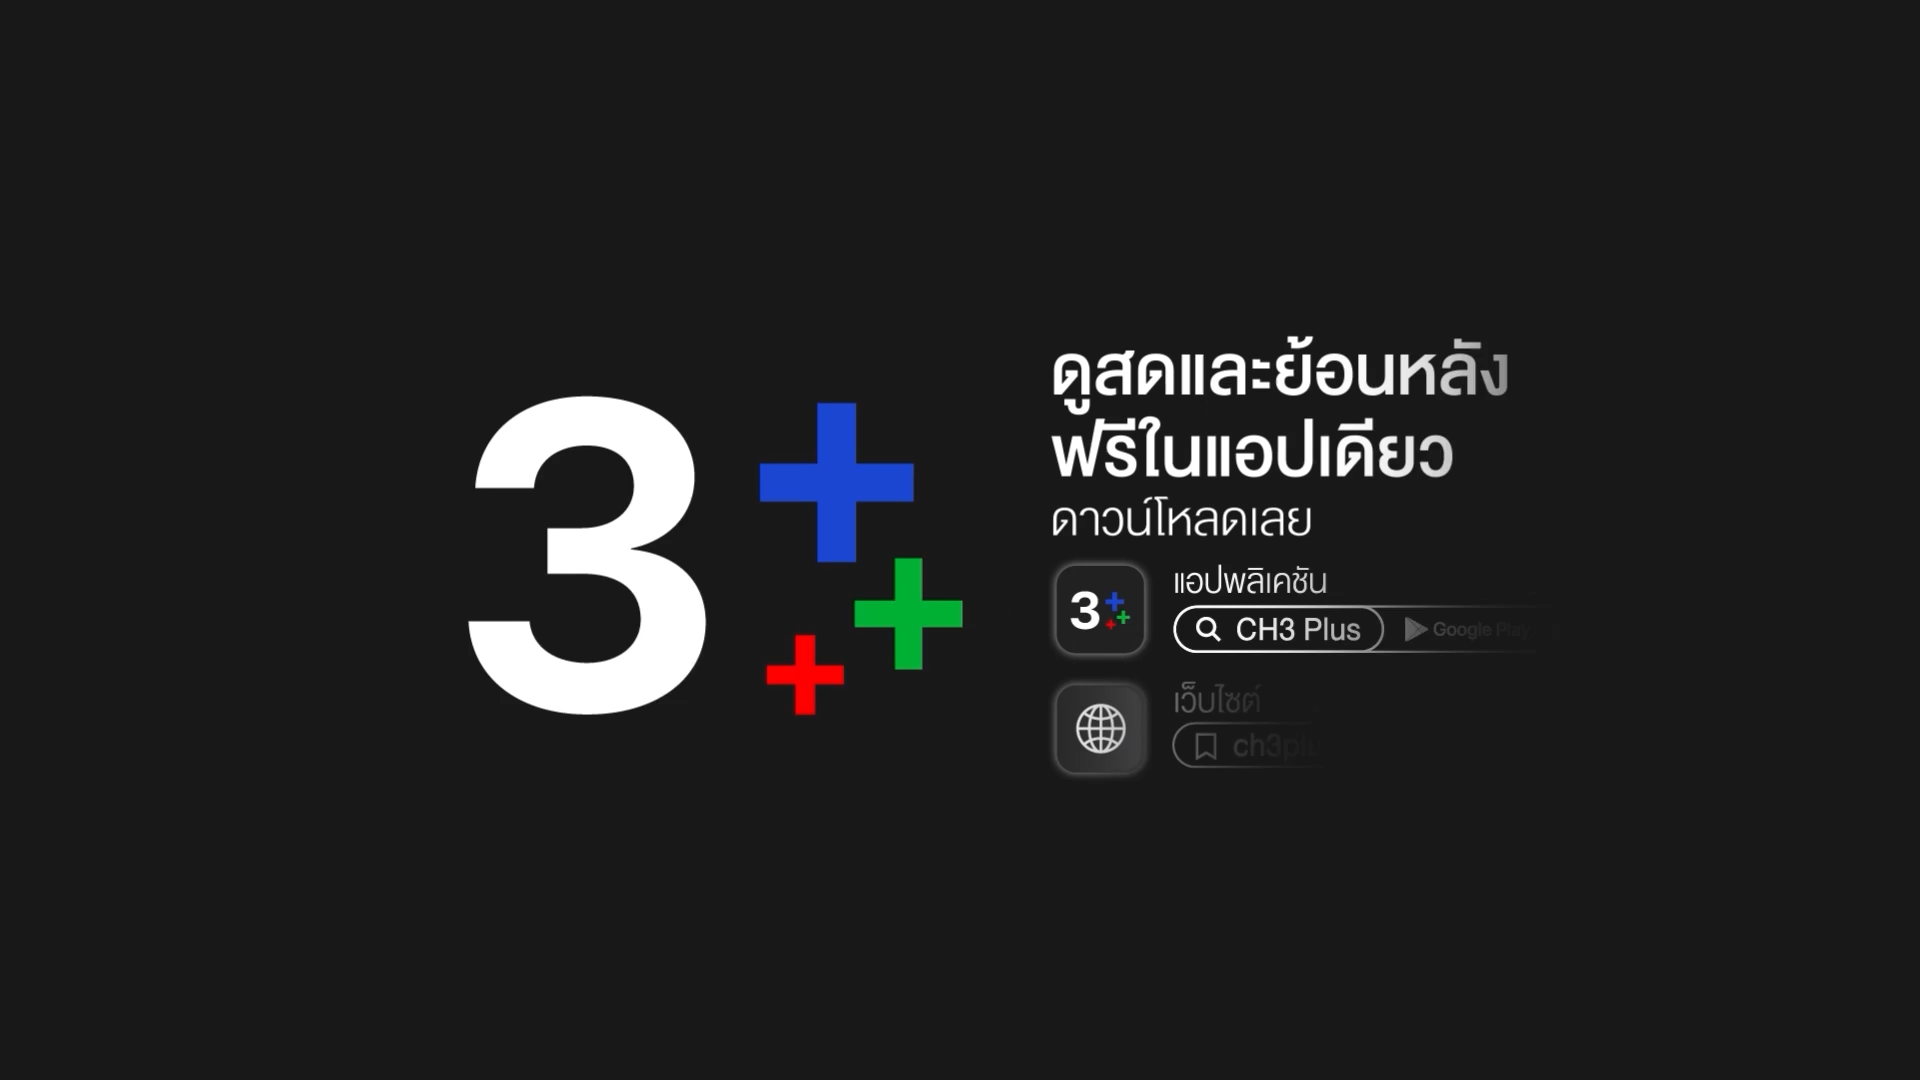 3+++
ดูสดและย้อนหลัง
ฟรีในแอปเดียว
ดาวน์โหลดเลย
3+++
แอปพลิเคชัน
CH3 Plus
Google Play
เว็บไซต์